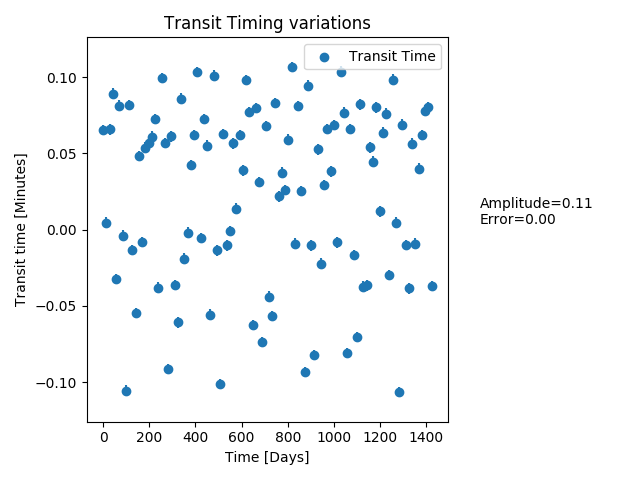 Transit Timing variations
Transit Time
0.10
0.05
0.00
−0.05
−0.10
Transit time [Minutes]
0 200 400 600 800 1000 1200 1400
Time [Days]
Amplitude=0.11
Error=0.00